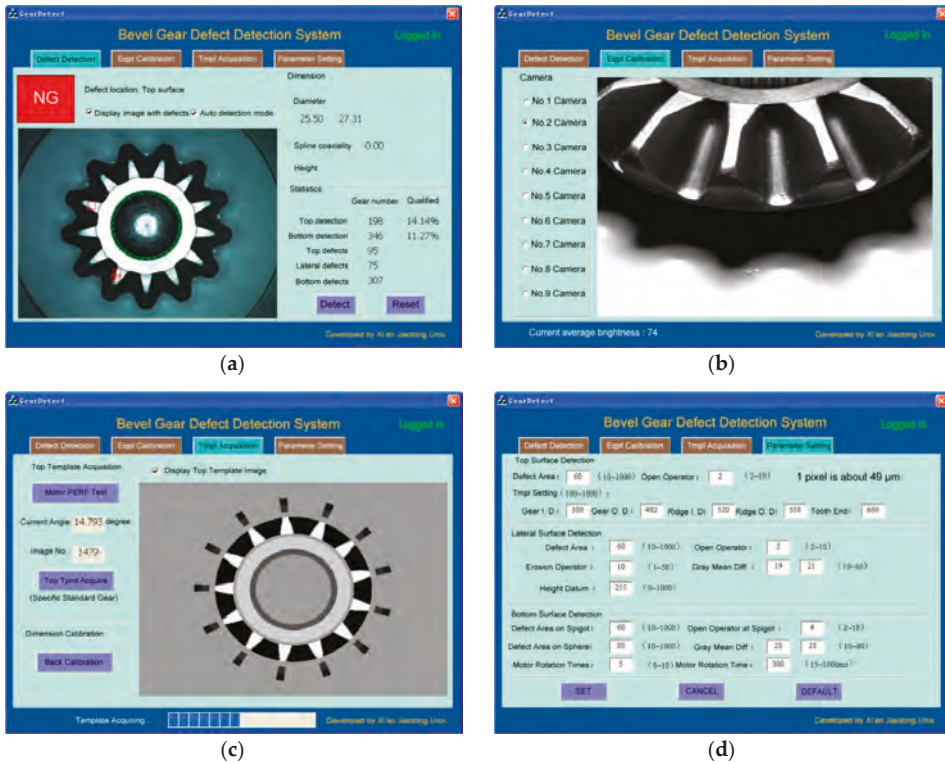 GearDetect
Bevel Gear Defect Detection System Logged in
Defect Detection Eqpt Calibration Tmpl Acquisition Parameter Setting
NG
Defect location: Top surface
Display image with defects Auto detection mode
Dimension
Diameter
25.50 27.31
Spline coaxiality 0.00
Height
Statistics
Gear number Qualified
Top detection 198 14.14%
Bottom detection 346 11.27%
Top defects 95
Lateral defects 75
Bottom defects 307
Detect Reset
Developed by Xi'an Jiaotong Univ
(a)
GearDetect
Bevel Gear Defect Detection System Logged in
Defect Detection Eqpt Calibration Tmpl Acquisition Parameter Setting
Camera
No.1 Camera
No.2 Camera
No.3 Camera
No.4 Camera
No.5 Camera
No.6 Camera
No.7 Camera
No.8 Camera
No.9 Camera
Current average brightness : 74
Developed by Xi'an Jiaotong Univ
(b)
GearDetect
Bevel Gear Defect Detection System Logged in
Defect Detection Eqpt Calibration Tmpl Acquisition Parameter Setting
Top Template Acquisition
Display Top Template Image
Motor PERF Test
Current Angle 14.793 degree
Image No. 1479
Top Tpml Acquire
(Specific Standard Gear)
Dimension Calibration
Back Calibration
Template Acquiring...
Developed by Xi'an Jiaotong Univ
(c)
GearDetect
Bevel Gear Defect Detection System Logged in
Defect Detection Eqpt Calibration Tmpl Acquisition Parameter Setting
Top Surface Detection
Defect Area: 60 (10-1000) Open Operator: 2 (2-10) 1 pixel is about 49 μm
Tmpl Setting (100-1000) :
Gear I. D: 380 Gear O. D: 402 Ridge I. D: 520 Ridge O. D: 558 Tooth End: 660
Lateral Surface Detection
Defect Area : 60 (10-1000) Open Operator : 2 (2-10)
Erosion Operator : 10 (1-50) Gray Mean Diff : 19 21 (10-60)
Height Datum : 255 (0-1000)
Bottom Surface Detection
Defect Area on Spigot: 60 (10-1000) Open Operator at Spigot : 4 (2-10)
Defect Area on Sphere: 80 (10-1000) Gray Mean Diff : 28 28 (10-80)
Motor Rotation Times : 5 (0-10) Motor Rotation Time : 300 (15-1000ms)
SET CANCEL DEFAULT
Developed by Xi'an Jiaotong Univ
(d)